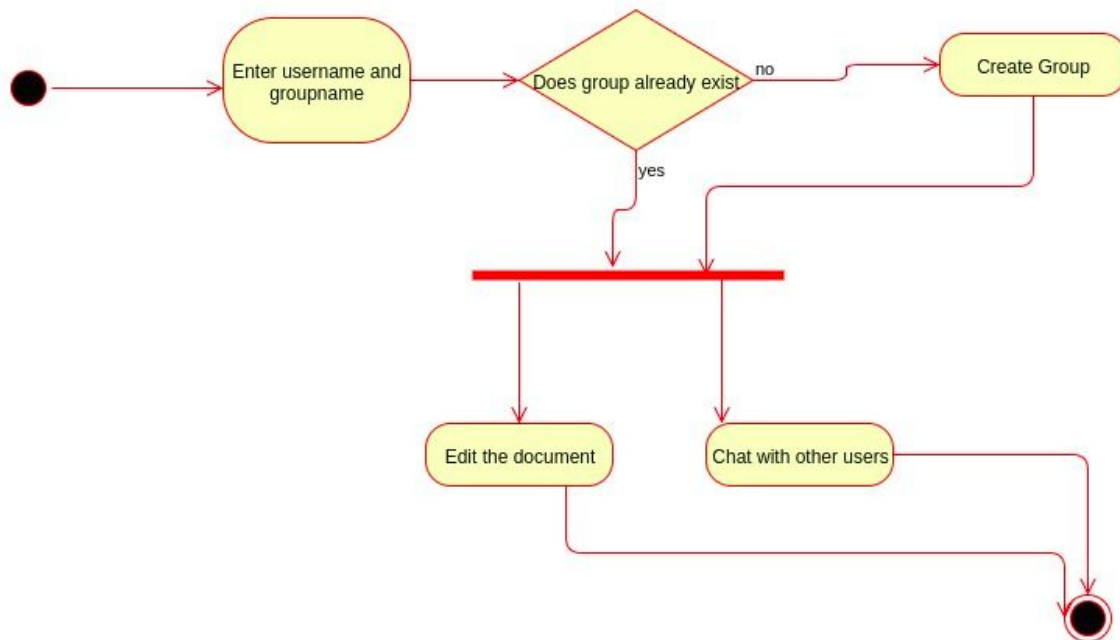 Enter username and
groupname
Does group already exist
no
Create Group
yes
Edit the document
Chat with other users